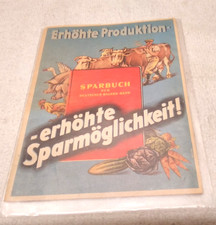 Erhöhte Produktion:
SPARBUCH
-erhöhte
Sparmöglichkeit!